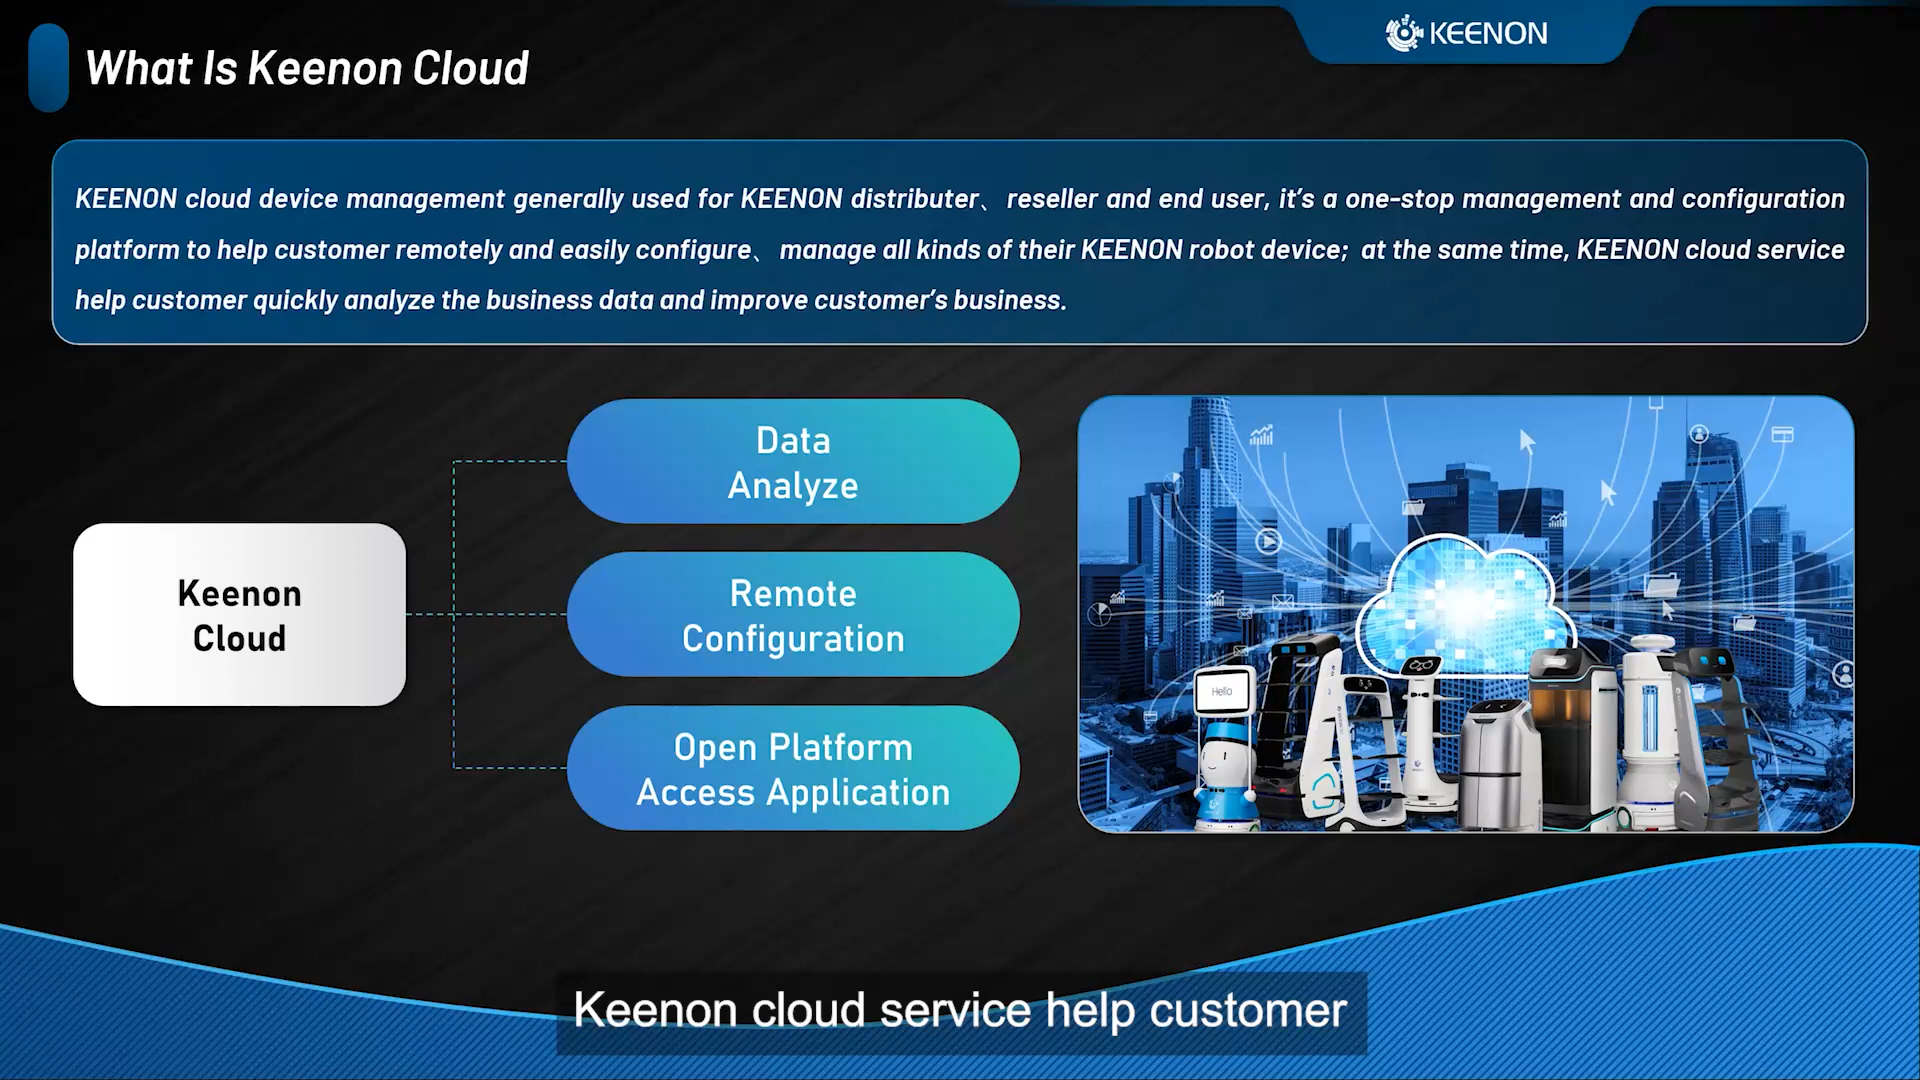 What Is Keenon Cloud
KEENON
KEENON cloud device management generally used for KEENON distributer、reseller and end user, it’s a one-stop management and configuration
platform to help customer remotely and easily configure、manage all kinds of their KEENON robot device; at the same time, KEENON cloud service
help customer quickly analyze the business data and improve customer’s business.
Data
Analyze
Keenon
Cloud
Remote
Configuration
Open Platform
Access Application
Hello
Keenon cloud service help customer